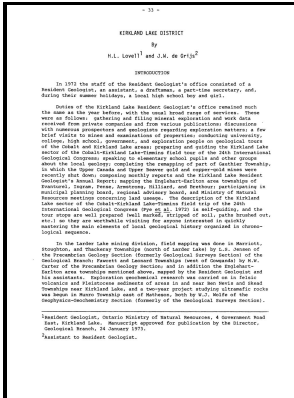 - 33 -
KIRKLAND LAKE DISTRICT
By
H.L. Lovell1 and J.W. de Grijs2
INTRODUCTION
In 1972 the staff of the Resident Geologist's office consisted of a
Resident Geologist, an assistant, a draftsman, a part-time secretary, and,
during their summer holidays, a local high school boy and girl.
Duties of the Kirkland Lake Resident Geologist's office remained much
the same as the year before, with the usual broad range of services. These
were as follows: gathering and filing mineral exploration and work data
received from private companies and from various publications; discussions
with numerous prospectors and geologists regarding exploration matters; a few
brief visits to mines and examinations of properties; conducting university,
college, high school, government, and exploration people on geological tours
of the Cobalt and Kirkland Lake areas; preparing and guiding the Kirkland Lake
sector of the Cobalt-Kirkland Lake-Timmins field tour of the 24th International
Geological Congress; speaking to elementary school pupils and other groups
about the local geology; completing the remapping of part of Gauthier Township,
in which the Upper Canada and Upper Beaver gold and copper-gold mines were
recently shut down; composing monthly reports and the Kirkland Lake Resident
Geologist's Annual Report; mapping the Englehart-Earlton area townships of
Evanturel, Ingram, Pense, Armstrong, Hilliard, and Brethour; participating in
municipal planning board, regional advisory board, and Ministry of Natural
Resources meetings concerning land useage. The description of the Kirkland
Lake sector of the Cobalt-Kirkland Lake-Timmins field trip of the 24th
International Geological Congress (Pye et al. 1972) is self-guiding, and the
tour stops are well prepared (well marked, stripped of soil, paths brushed out,
etc.) so they are worthwhile visiting for anyone interested in quickly
mastering the main elements of local geological history organized in chrono-
logical sequence.
In the Larder Lake mining division, field mapping was done in Morrisette,
Stoughton, and Thackeray Townships (north of Larder Lake) by L.S. Jensen of
the Precambrian Geology Section (formerly Geological Surveys Section) of the
Geological Branch; Fawcett and Leonard Townships (west of Gowganda) by M.W.
Carter of the Precambrian Geology Section; and in addition the Englehart-
Earlton area townships mentioned above, mapped by the Resident Geologist and
his assistants. Exploration geochemical research was carried on in felsic
volcanics and Pleistocene sediments of areas in and near Ben Nevis and Skead
Townships near Kirkland Lake, and a two-year project studying ultramafic rocks
was begun in Munro Township east of Matheson, both by W.J. Wolfe of the
Geophysics-Geochemistry Section (formerly of the Geological Surveys Section).
1Resident Geologist, Ontario Ministry of Natural Resources, 4 Government Road
East, Kirkland Lake. Manuscript approved for publication by the Director,
Geological Branch, 24 January 1973.
2Assistant to Resident Geologist.